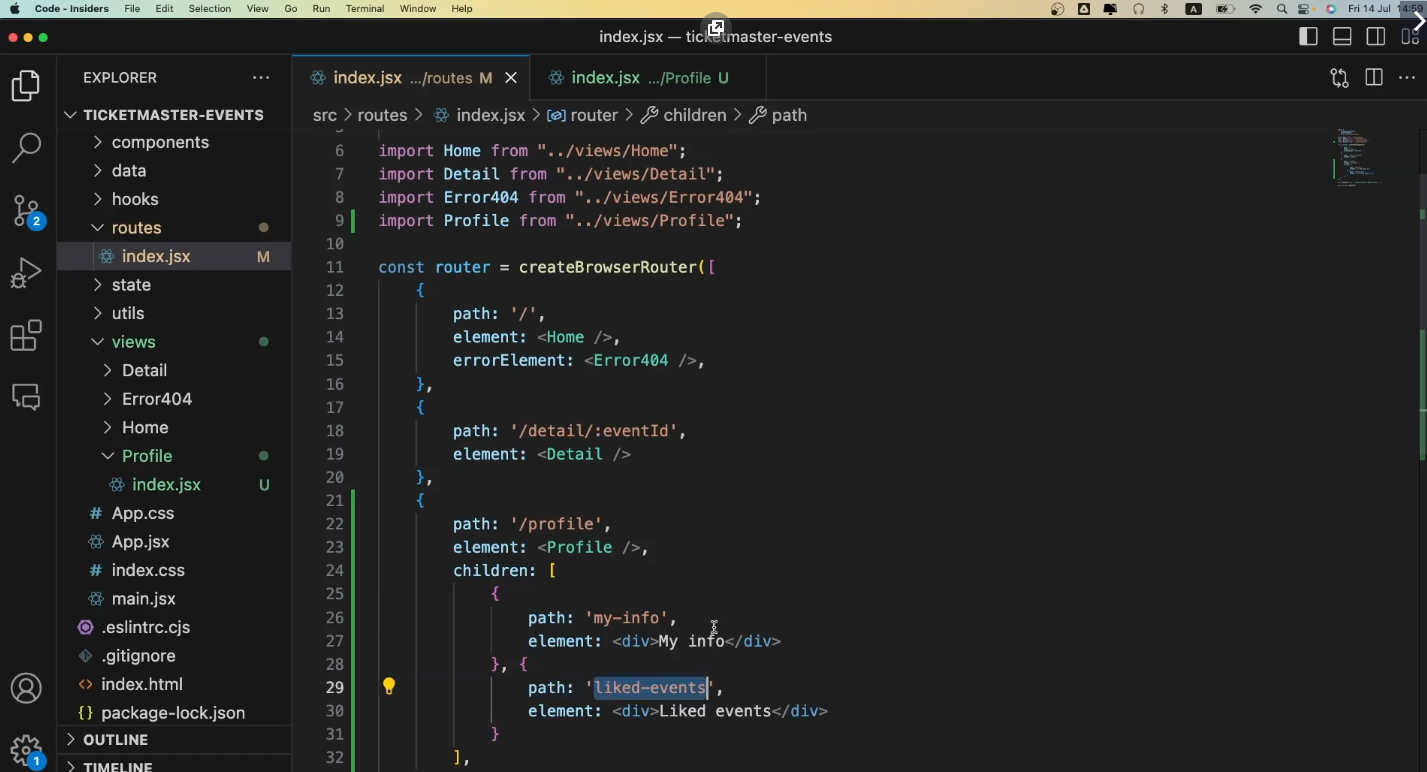 Code - Insiders File Edit Selection View Go Run Terminal Window Help A Fri 14 Jul 14:59
index.jsx — ticketmaster-events
EXPLORER
index.jsx .../routes M
index.jsx .../Profile U
src > routes > index.jsx > router > children > path
TICKETMASTER-EVENTS
components
data
hooks
routes
index.jsx M
state
utils
views
Detail
Error404
Home
Profile
index.jsx U
# App.css
App.jsx
# index.css
main.jsx
.eslintrc.cjs
.gitignore
<> index.html
{} package-lock.json
OUTLINE
TIMELINE
2
1
6 import Home from "../views/Home";
7 import Detail from "../views/Detail";
8 import Error404 from "../views/Error404";
9 import Profile from "../views/Profile";
10
11 const router = createBrowserRouter([
12 {
13 path: '/',
14 element: <Home />,
15 errorElement: <Error404 />,
16 },
17 {
18 path: '/detail/:eventId',
19 element: <Detail />
20 },
21 {
22 path: '/profile',
23 element: <Profile />,
24 children: [
25 {
26 path: 'my-info',
27 element: <div>My info</div>
28 }, {
29 path: 'liked-events',
30 element: <div>Liked events</div>
31 }
32 ],